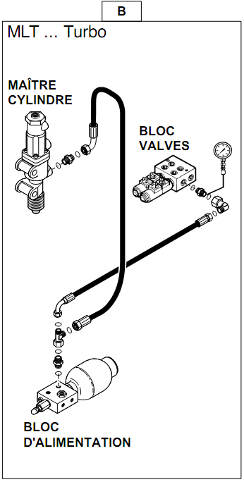 B
MLT ... Turbo
MAÎTRE
CYLINDRE
BLOC
VALVES
BLOC
D'ALIMENTATION